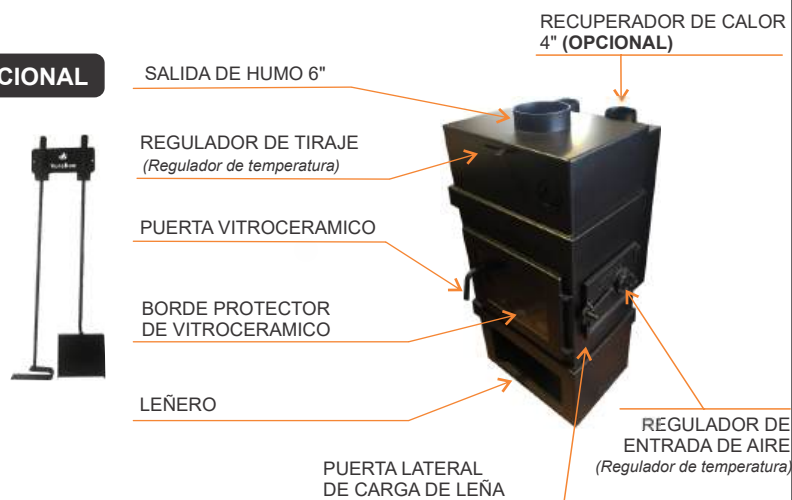 RECUPERADOR DE CALOR
4" (OPCIONAL)
CIONAL
SALIDA DE HUMO 6"
REGULADOR DE TIRAJE
(Regulador de temperatura)
PUERTA VITROCERAMICO
BORDE PROTECTOR
DE VITROCERAMICO
LEÑERO
REGULADOR DE
ENTRADA DE AIRE
(Regulador de temperatura)
PUERTA LATERAL
DE CARGA DE LEÑA